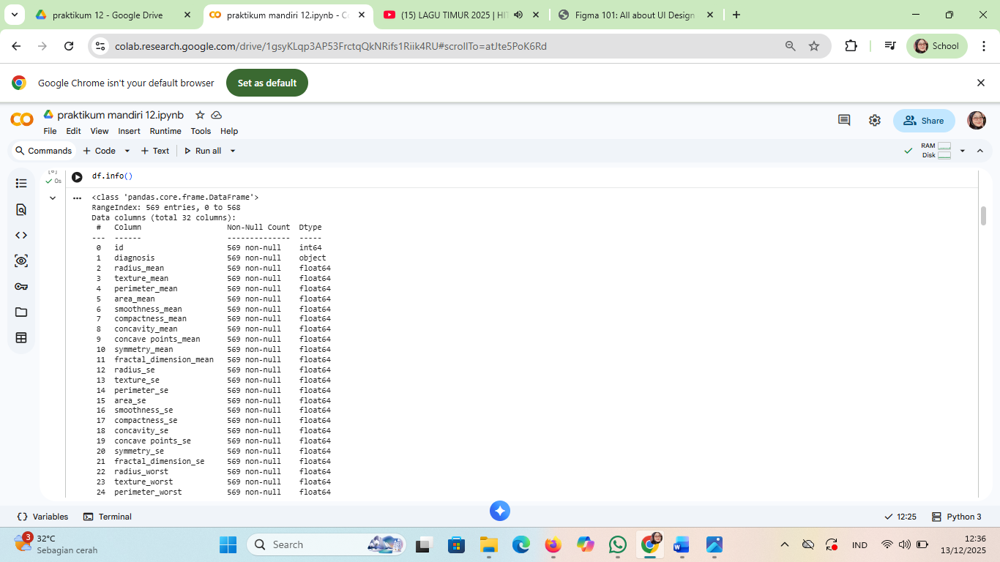 praktikum 12 - Google Drive
praktikum mandiri 12.ipynb - Co
(15) LAGU TIMUR 2025 | HIT
Figma 101: All about UI Design
colab.research.google.com/drive/1gsyKLqp3AP53FrctqQkNRifs1Riik4RU#scrollTo=atJte5PoK6Rd
School
Google Chrome isn't your default browser
Set as default
CO
praktikum mandiri 12.ipynb
File Edit View Insert Runtime Tools Help
Share
Commands + Code + Text Run all
RAM
Disk
[6]
0s
df.info()
<class 'pandas.core.frame.DataFrame'>
RangeIndex: 569 entries, 0 to 568
Data columns (total 32 columns):
# Column Non-Null Count Dtype
--- ------ -------------- -----
0 id 569 non-null int64
1 diagnosis 569 non-null object
2 radius_mean 569 non-null float64
3 texture_mean 569 non-null float64
4 perimeter_mean 569 non-null float64
5 area_mean 569 non-null float64
6 smoothness_mean 569 non-null float64
7 compactness_mean 569 non-null float64
8 concavity_mean 569 non-null float64
9 concave points_mean 569 non-null float64
10 symmetry_mean 569 non-null float64
11 fractal_dimension_mean 569 non-null float64
12 radius_se 569 non-null float64
13 texture_se 569 non-null float64
14 perimeter_se 569 non-null float64
15 area_se 569 non-null float64
16 smoothness_se 569 non-null float64
17 compactness_se 569 non-null float64
18 concavity_se 569 non-null float64
19 concave points_se 569 non-null float64
20 symmetry_se 569 non-null float64
21 fractal_dimension_se 569 non-null float64
22 radius_worst 569 non-null float64
23 texture_worst 569 non-null float64
24 perimeter_worst 569 non-null float64
Variables Terminal
12:25 Python 3
3
32°C
Sebagian cerah
Search
IND
12:36
13/12/2025